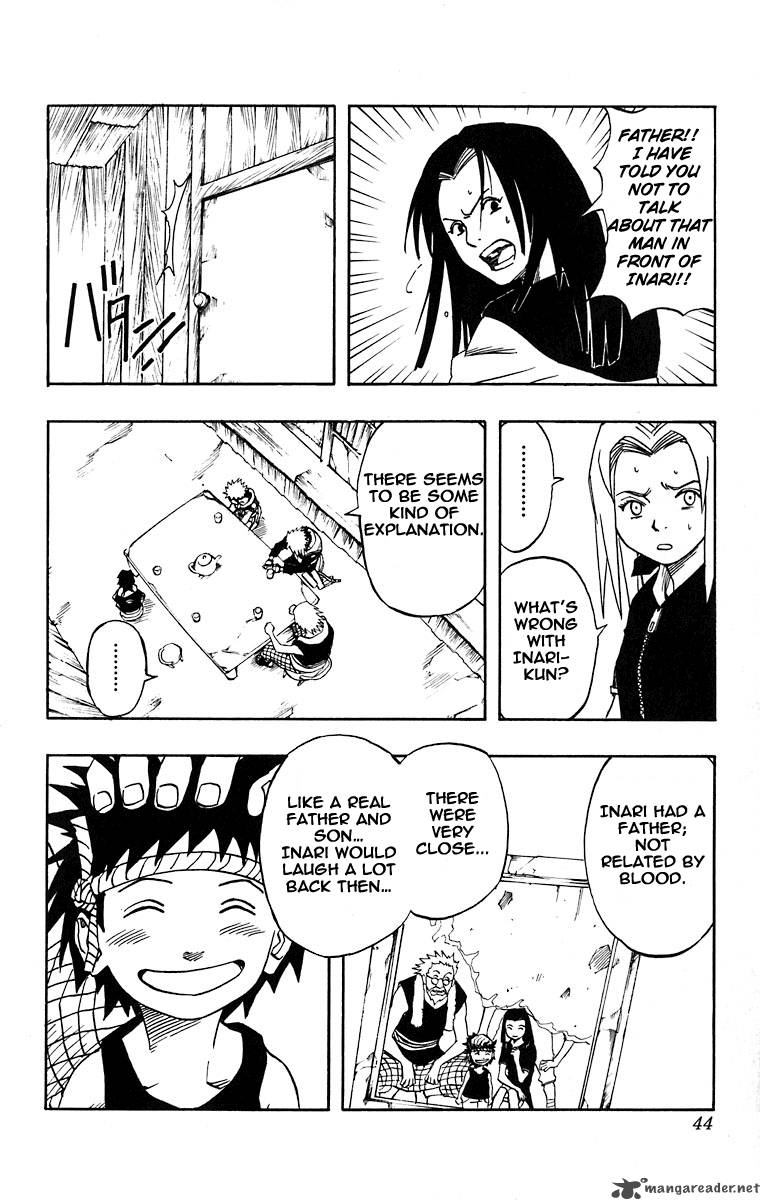 FATHER!!
I HAVE
TOLD YOU
NOT TO
TALK
ABOUT THAT
MAN IN
FRONT OF
INARI!!
バタンッ
.........
WHAT'S
WRONG
WITH
INARI-
KUN?
THERE SEEMS
TO BE SOME
KIND OF
EXPLANATION.
.........
INARI HAD A
FATHER;
NOT
RELATED BY
BLOOD.
THERE
WERE
VERY
CLOSE...
LIKE A REAL
FATHER AND
SON...
INARI WOULD
LAUGH A LOT
BACK THEN...
44
mangareader.net